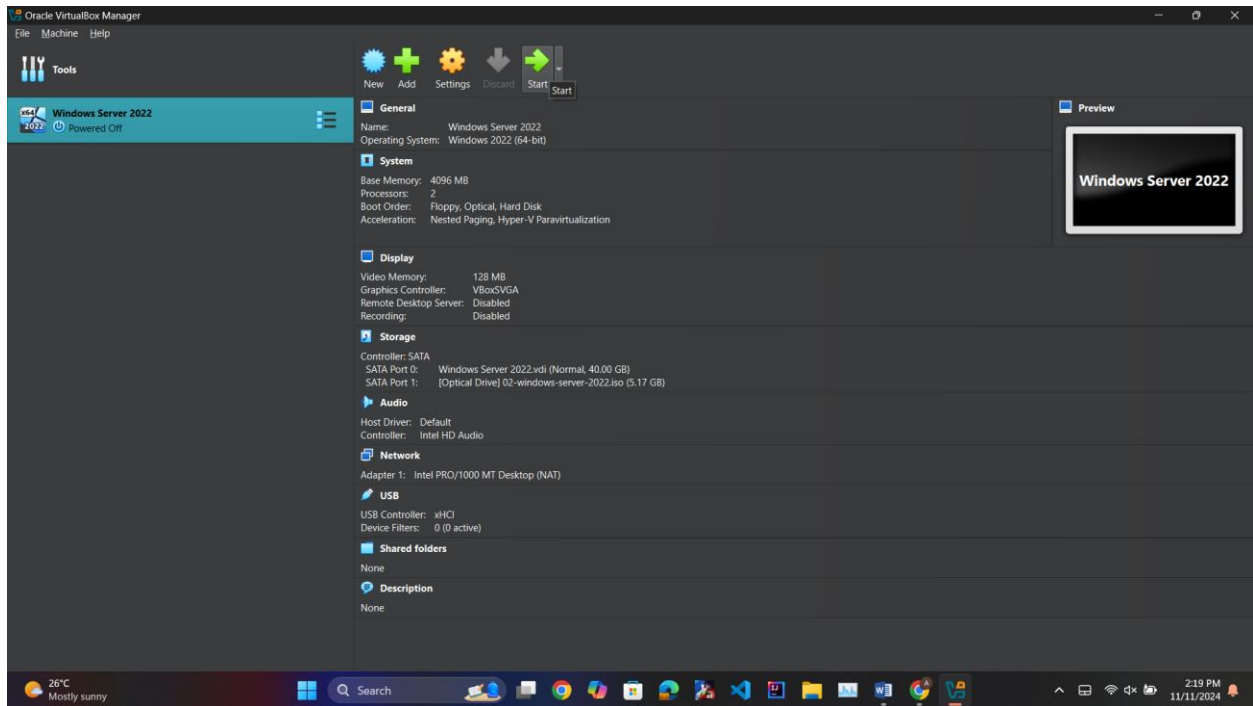 Oracle VirtualBox Manager
File Machine Help
Tools
New Add Settings Discard Start
Start
Windows Server 2022
Powered Off
x64
2022
General
Name: Windows Server 2022
Operating System: Windows 2022 (64-bit)
System
Base Memory: 4096 MB
Processors: 2
Boot Order: Floppy, Optical, Hard Disk
Acceleration: Nested Paging, Hyper-V Paravirtualization
Display
Video Memory: 128 MB
Graphics Controller: VBoxSVGA
Remote Desktop Server: Disabled
Recording: Disabled
Storage
Controller: SATA
SATA Port 0: Windows Server 2022.vdi (Normal, 40.00 GB)
SATA Port 1: [Optical Drive] 02-windows-server-2022.iso (5.17 GB)
Audio
Host Driver: Default
Controller: Intel HD Audio
Network
Adapter 1: Intel PRO/1000 MT Desktop (NAT)
USB
USB Controller: xHCI
Device Filters: 0 (0 active)
Shared folders
None
Description
None
Preview
Windows Server 2022
26°C
Mostly sunny
Search
2:19 PM
11/11/2024